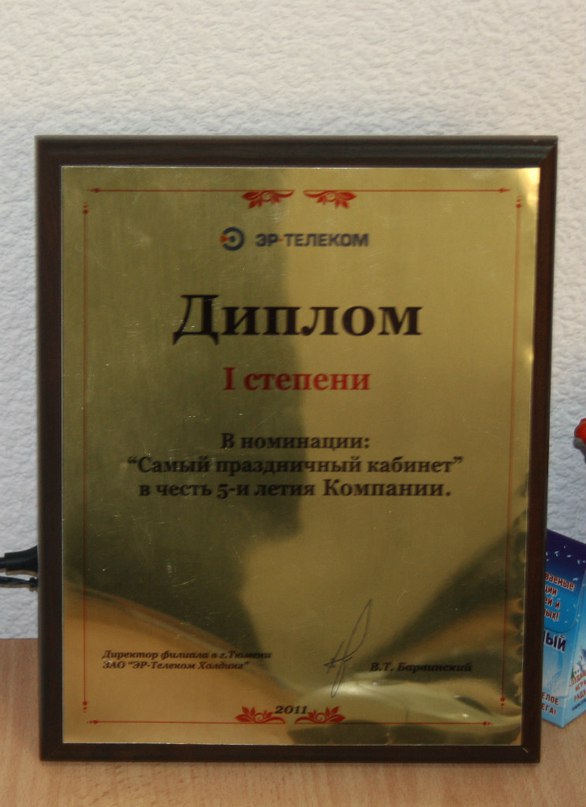 ЭР-ТЕЛЕКОМ
Диплом
I степени
В номинации:
“Самый праздничный кабинет”
в честь 5-и летия Компании.
Директор филиала в г.Тюмени
ЗАО “ЭР-Телеком Холдинг”
В.Т. Барвинский
2011